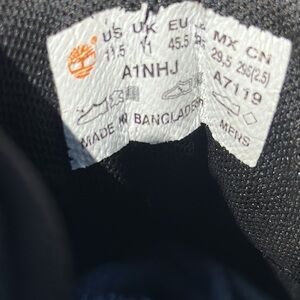 US UK EU MX CN
11.5 11 45.5 29.5 295(2.5)
A1NHJ A7119
MADE IN BANGLADESH MENS